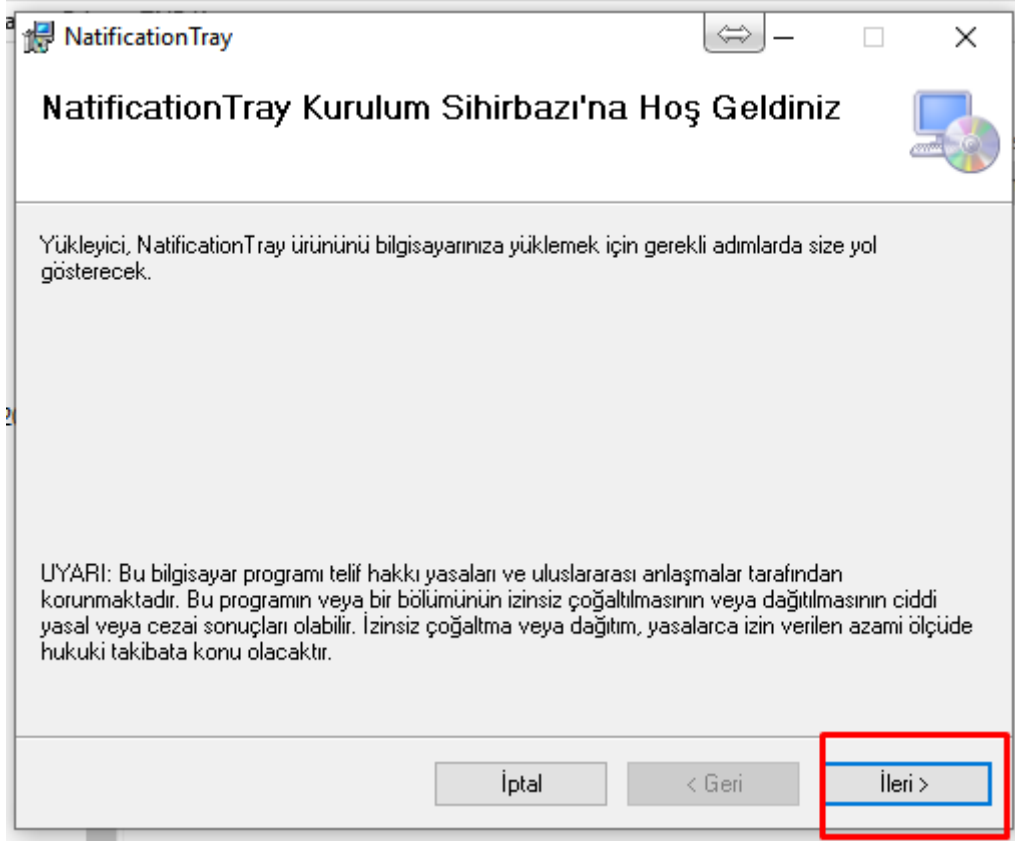 NatificationTray
NatificationTray Kurulum Sihirbazı'na Hoş Geldiniz
Yükleyici, NatificationTray ürününü bilgisayarınıza yüklemek için gerekli adımlarda size yol
gösterecek.
UYARI: Bu bilgisayar programı telif hakkı yasaları ve uluslararası anlaşmalar tarafından
korunmaktadır. Bu programın veya bir bölümünün izinsiz çoğaltılmasının veya dağıtılmasının ciddi
yasal veya cezai sonuçları olabilir. İzinsiz çoğaltma veya dağıtım, yasalarca izin verilen azami ölçüde
hukuki takibata konu olacaktır.
İptal
< Geri
İleri >